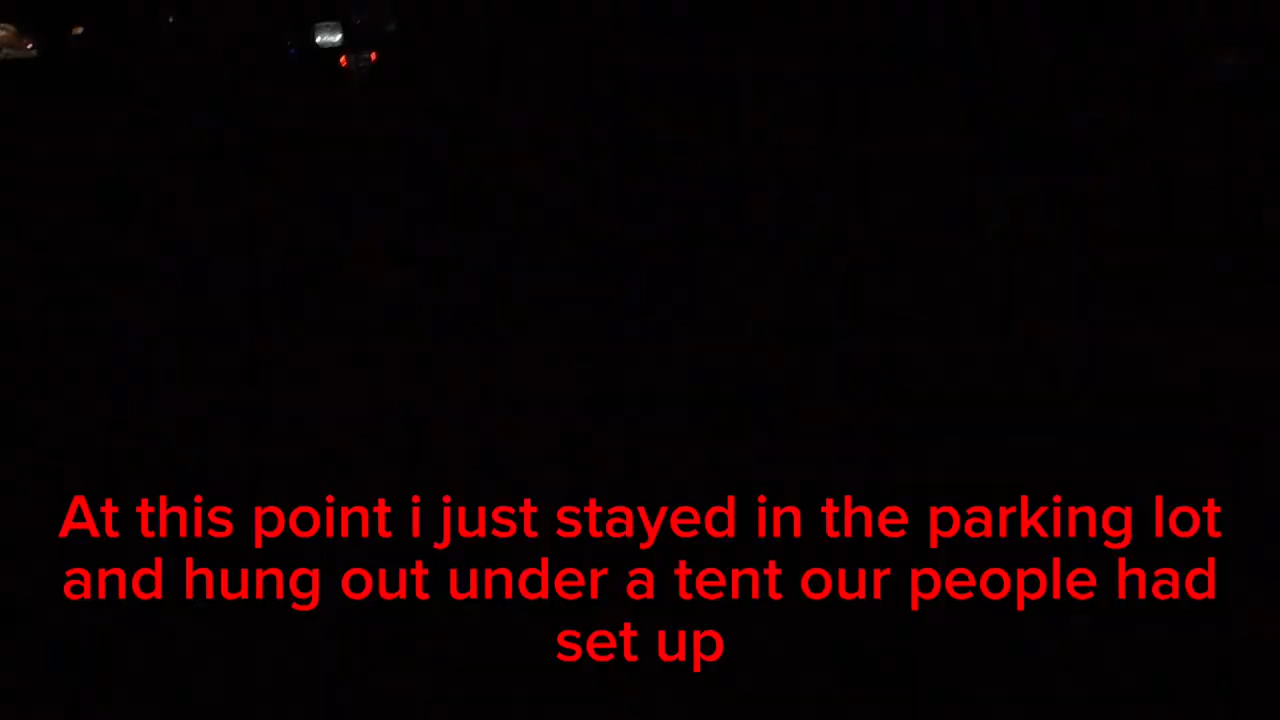 At this point i just stayed in the parking lot
and hung out under a tent our people had
set up